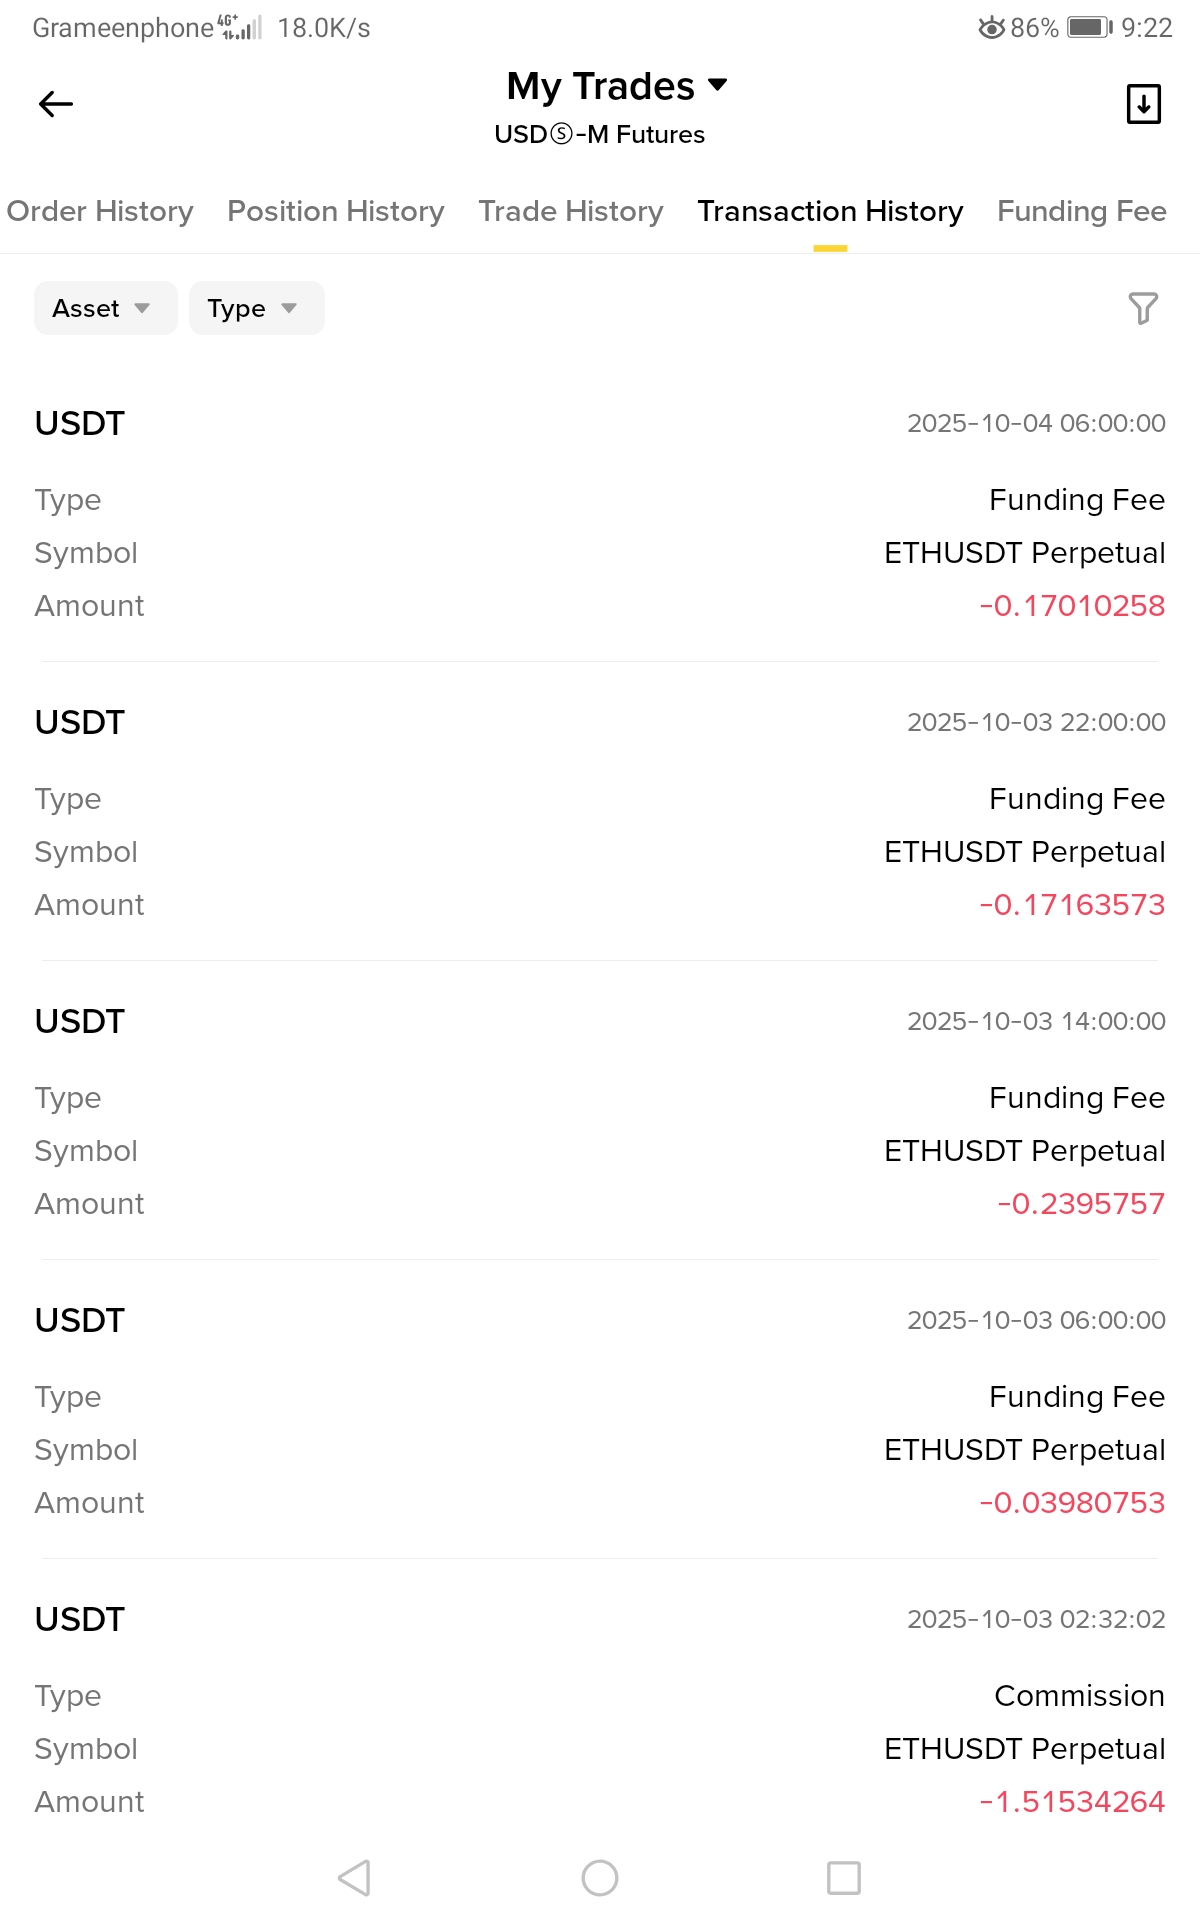 Grameenphone 4G+ 18.0K/s 86% 9:22
My Trades
USDⓈ-M Futures
Order History Position History Trade History Transaction History Funding Fee
Asset Type
USDT 2025-10-04 06:00:00
Type Funding Fee
Symbol ETHUSDT Perpetual
Amount -0.17010258
USDT 2025-10-03 22:00:00
Type Funding Fee
Symbol ETHUSDT Perpetual
Amount -0.17163573
USDT 2025-10-03 14:00:00
Type Funding Fee
Symbol ETHUSDT Perpetual
Amount -0.2395757
USDT 2025-10-03 06:00:00
Type Funding Fee
Symbol ETHUSDT Perpetual
Amount -0.03980753
USDT 2025-10-03 02:32:02
Type Commission
Symbol ETHUSDT Perpetual
Amount -1.51534264